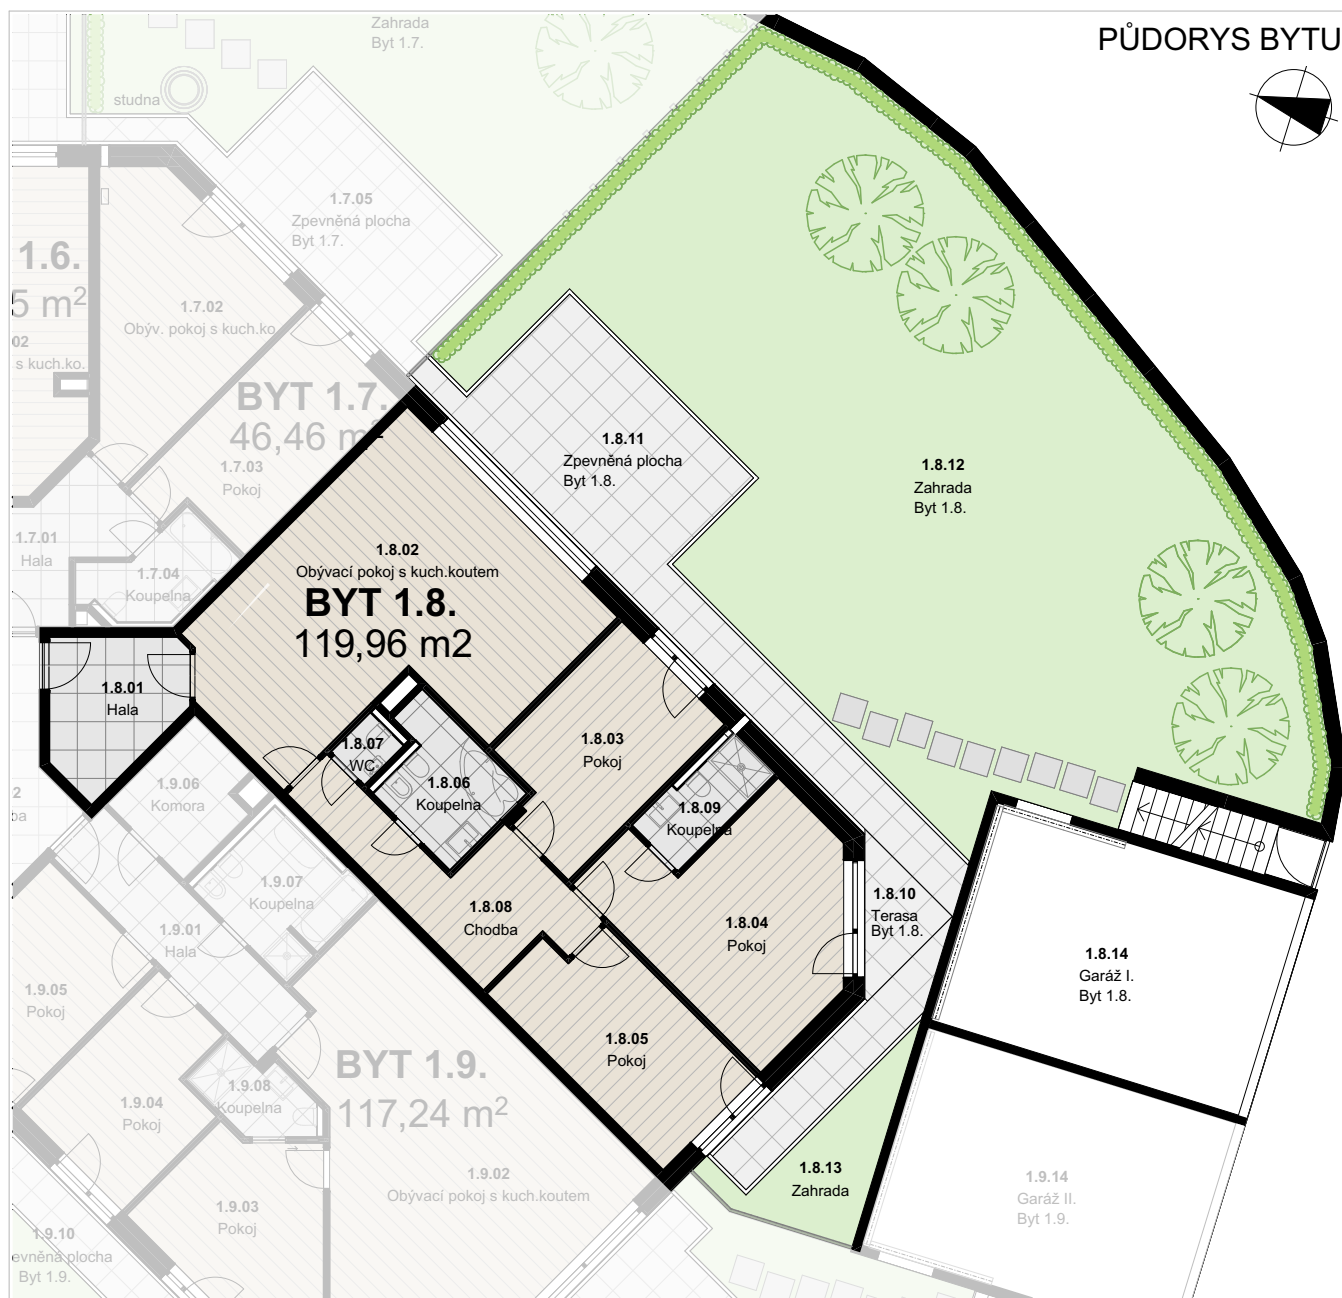 PŮDORYS BYTU
Zahrada
Byt 1.7.
studna
1.7.05
Zpevněná plocha
Byt 1.7.
1.6.
5 m²
02
s kuch.ko.
1.7.02
Obýv. pokoj s kuch.ko
BYT 1.7.
46,46 m²
1.7.03
Pokoj
1.7.01
Hala
1.7.04
Koupelna
1.8.11
Zpevněná plocha
Byt 1.8.
1.8.12
Zahrada
Byt 1.8.
1.8.02
Obývací pokoj s kuch.koutem
BYT 1.8.
119,96 m2
1.8.01
Hala
1.8.07
WC
1.8.06
Koupelna
1.8.03
Pokoj
1.8.09
Koupelna
1.8.08
Chodba
1.8.04
Pokoj
1.8.10
Terasa
Byt 1.8.
1.8.05
Pokoj
1.8.14
Garáž I.
Byt 1.8.
1.8.13
Zahrada
1.9.14
Garáž II.
Byt 1.9.
2
ba
1.9.06
Komora
1.9.07
Koupelna
1.9.01
Hala
1.9.05
Pokoj
1.9.04
Pokoj
1.9.08
Koupelna
BYT 1.9.
117,24 m²
1.9.02
Obývací pokoj s kuch.koutem
1.9.03
Pokoj
1.9.10
evněná plocha
Byt 1.9.